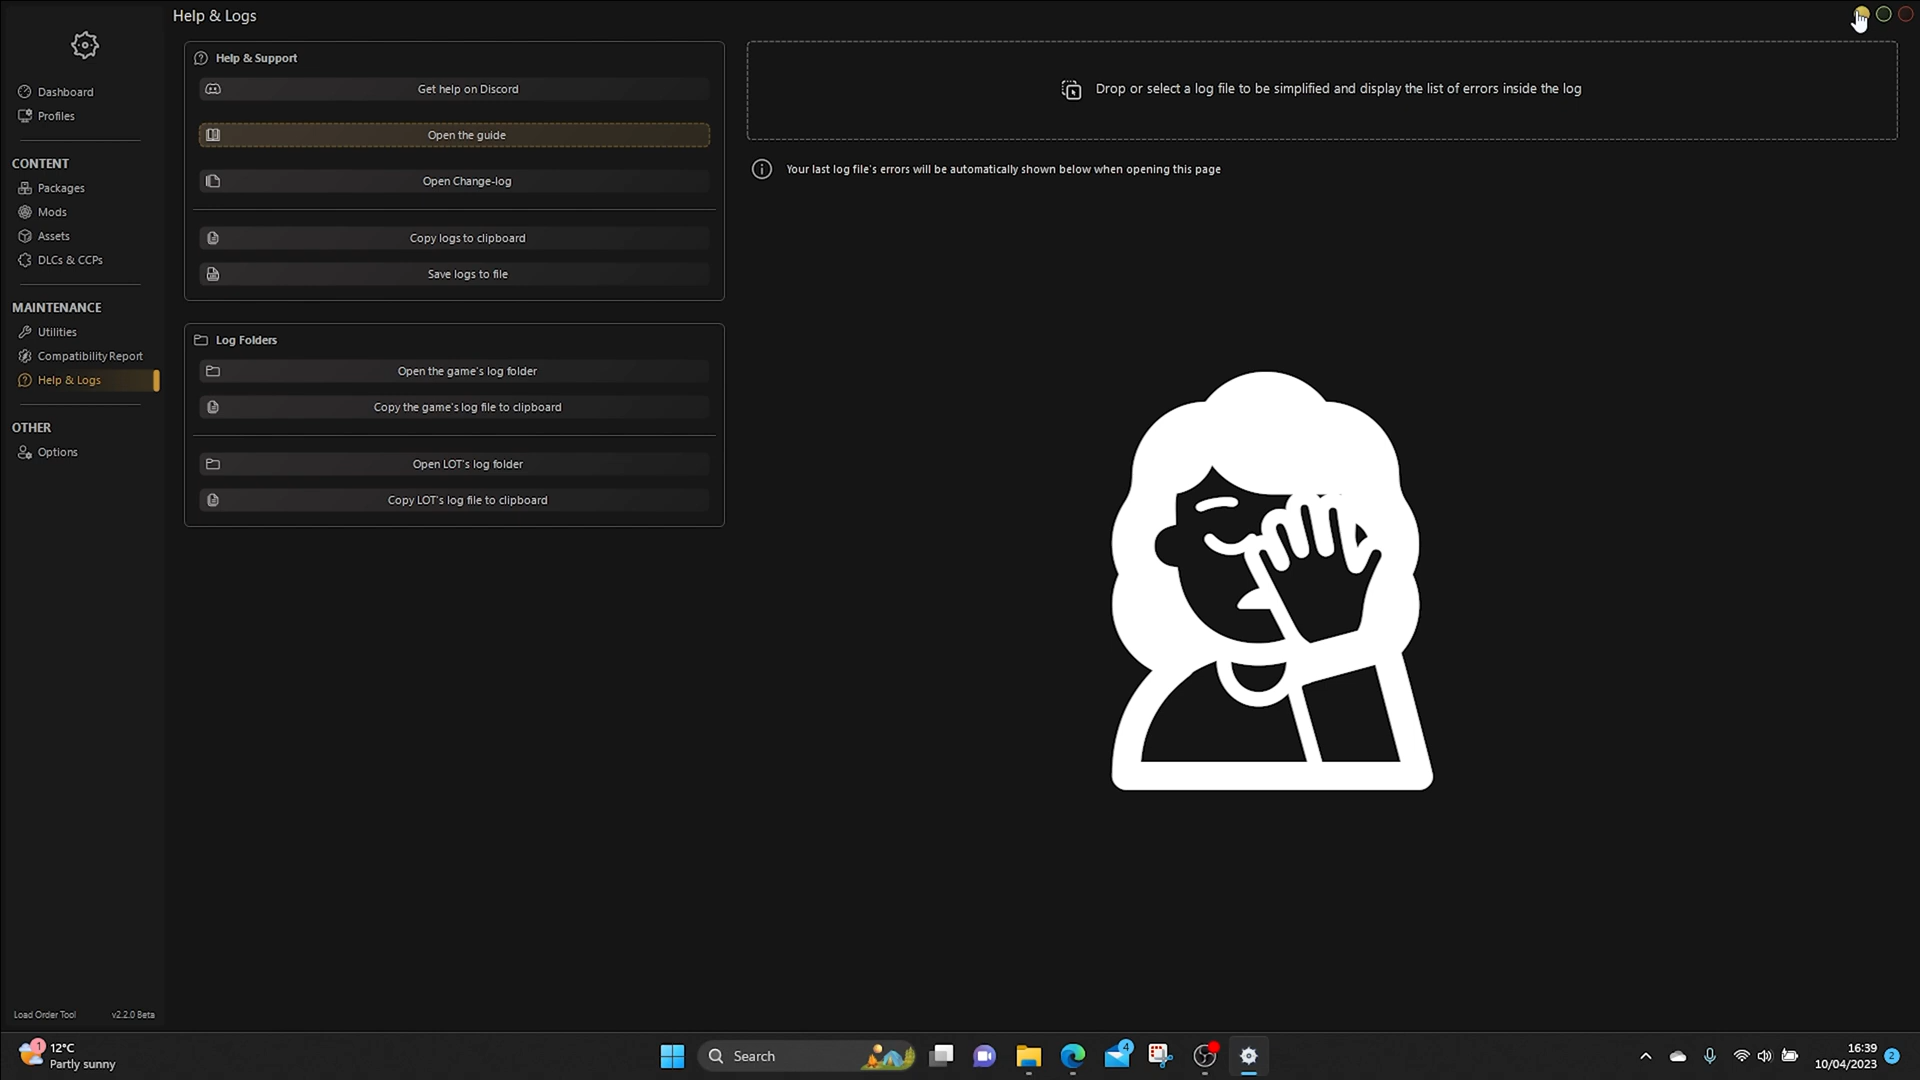 Help & Logs
Dashboard
Profiles
CONTENT
Packages
Mods
Assets
DLCs & CCPs
MAINTENANCE
Utilities
Compatibility Report
Help & Logs
OTHER
Options
Load Order Tool v2.2.0 Beta
Help & Support
Get help on Discord
Open the guide
Open Change-log
Copy logs to clipboard
Save logs to file
Log Folders
Open the game's log folder
Copy the game's log file to clipboard
Open LOT's log folder
Copy LOT's log file to clipboard
Drop or select a log file to be simplified and display the list of errors inside the log
Your last log file's errors will be automatically shown below when opening this page
1
12°C
Partly sunny
Search
4
16:39
10/04/2023
2